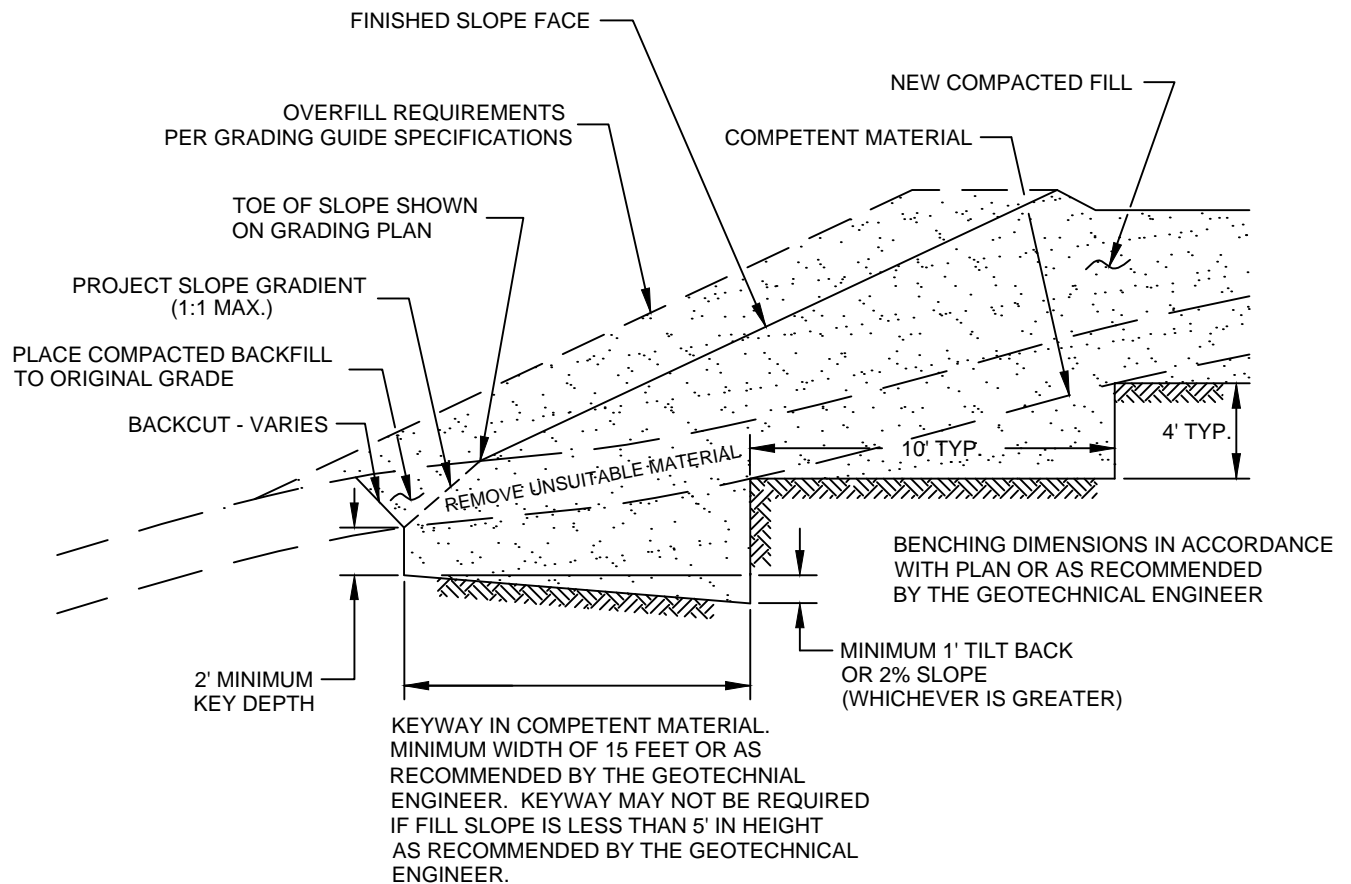 FINISHED SLOPE FACE
NEW COMPACTED FILL
OVERFILL REQUIREMENTS
PER GRADING GUIDE SPECIFICATIONS
COMPETENT MATERIAL
TOE OF SLOPE SHOWN
ON GRADING PLAN
PROJECT SLOPE GRADIENT
(1:1 MAX.)
PLACE COMPACTED BACKFILL
TO ORIGINAL GRADE
BACKCUT - VARIES
4' TYP.
10' TYP.
REMOVE UNSUITABLE MATERIAL
BENCHING DIMENSIONS IN ACCORDANCE
WITH PLAN OR AS RECOMMENDED
BY THE GEOTECHNICAL ENGINEER
MINIMUM 1' TILT BACK
OR 2% SLOPE
(WHICHEVER IS GREATER)
2' MINIMUM
KEY DEPTH
KEYWAY IN COMPETENT MATERIAL.
MINIMUM WIDTH OF 15 FEET OR AS
RECOMMENDED BY THE GEOTECHNIAL
ENGINEER.  KEYWAY MAY NOT BE REQUIRED
IF FILL SLOPE IS LESS THAN 5' IN HEIGHT
AS RECOMMENDED BY THE GEOTECHNICAL
ENGINEER.